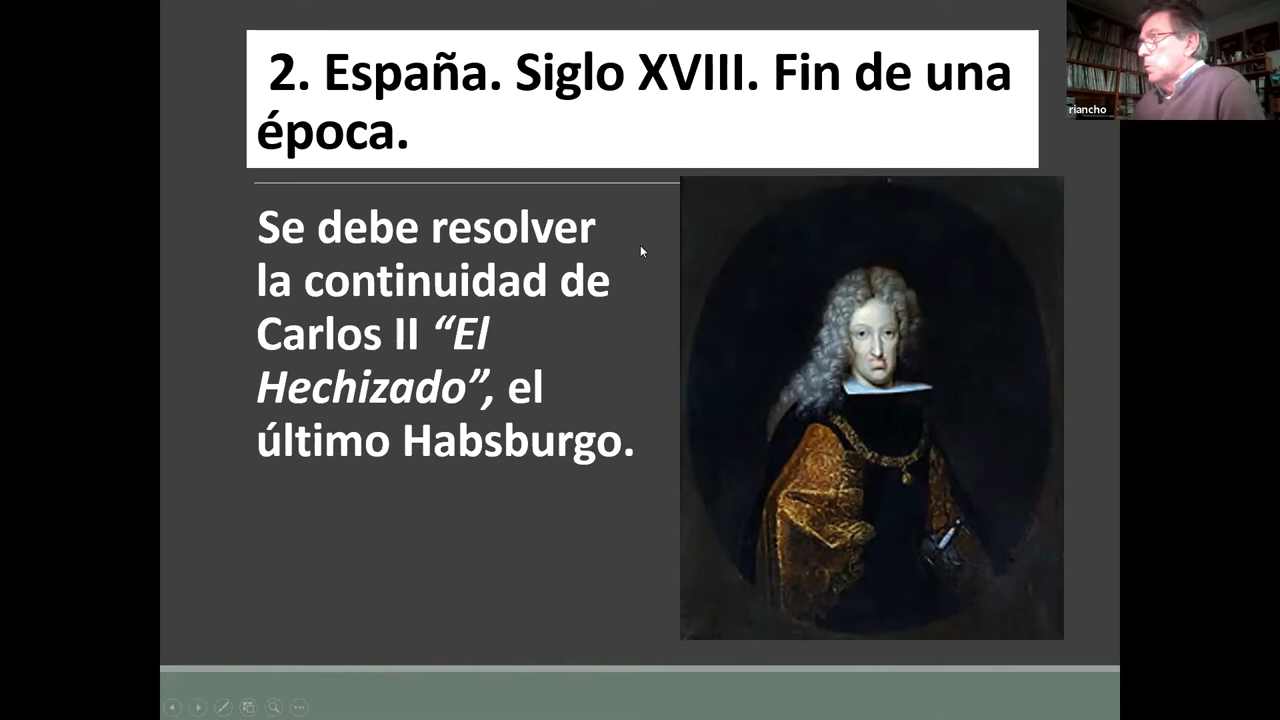 2. España. Siglo XVIII. Fin de una
época.
Se debe resolver
la continuidad de
Carlos II “El
Hechizado”, el
último Habsburgo.
riancho